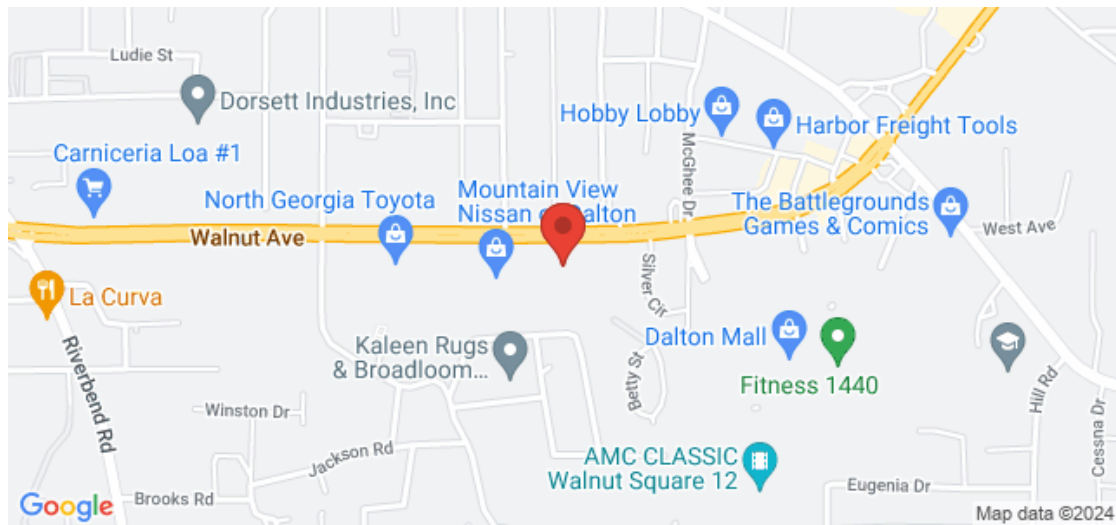 Ludie St
Dorsett Industries, Inc
Hobby Lobby
Harbor Freight Tools
McGhee Dr
Carniceria Loa #1
North Georgia Toyota
Mountain View
Nissan of Dalton
The Battlegrounds
Games & Comics
West Ave
Walnut Ave
Silver Cir
La Curva
Riverbend Rd
Kaleen Rugs
& Broadloom...
Dalton Mall
Fitness 1440
Betty St
Hill Rd
Cessna Dr
Winston Dr
Jackson Rd
AMC CLASSIC
Walnut Square 12
Eugenia Dr
Brooks Rd
Google
Map data ©2024